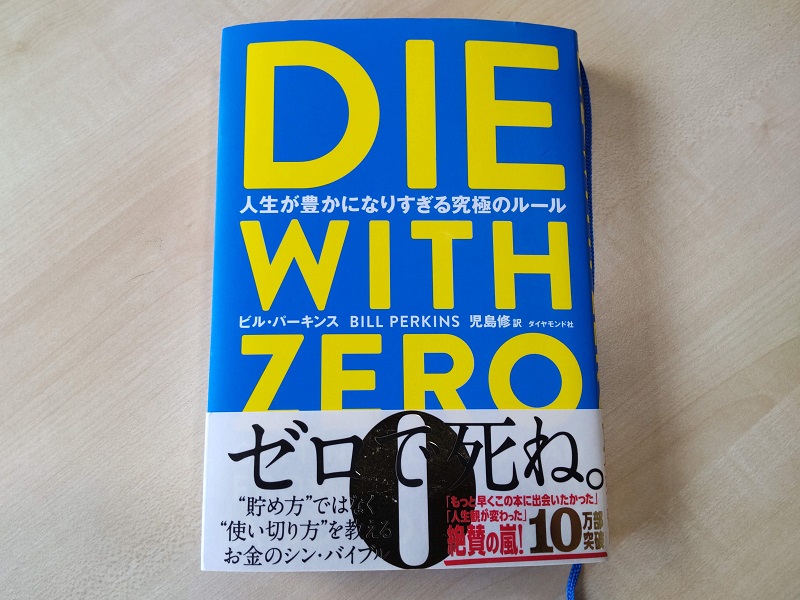 DIE
人生が豊かになりすぎる究極のルール
WITH
ビル・パーキンス BILL PERKINS 児島修 訳 ダイヤモンド社
ZERO
0
ゼロで死ね。
“貯め方”ではなく
“使い切り方”を教える
お金のシン・バイブル
「もっと早くこの本に出会いたかった」
「人生観が変わった」
絶賛の嵐!
10万部突破